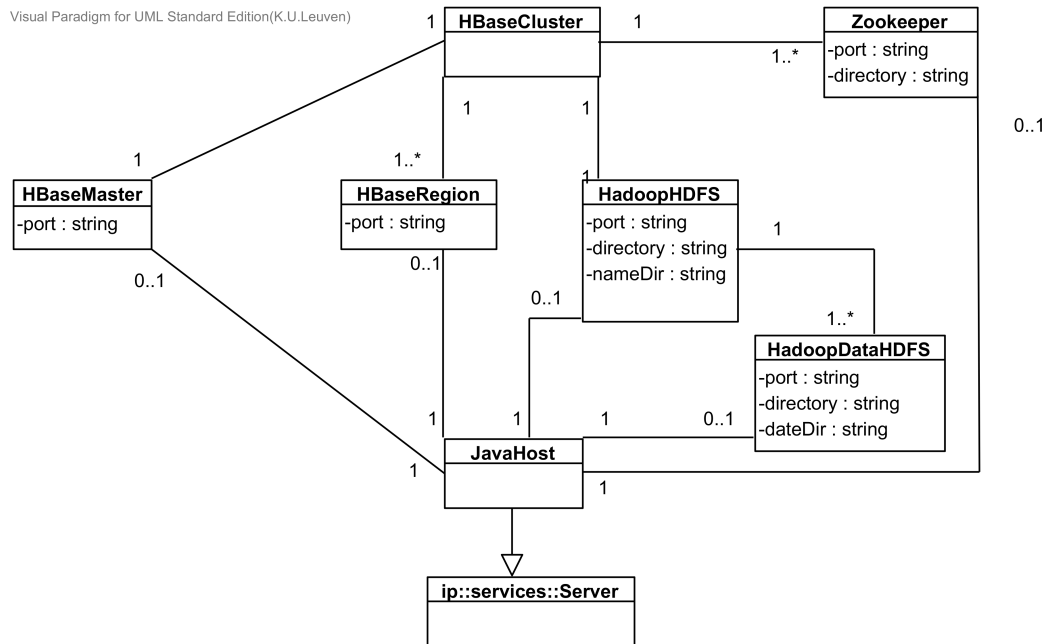 Visual Paradigm for UML Standard Edition(K.U.Leuven)
1
HBaseCluster
1
1..*
Zookeeper
-port : string
-directory : string
0..1
1
1
1
1..*
1
HBaseMaster
-port : string
0..1
HBaseRegion
-port : string
0..1
HadoopHDFS
-port : string
-directory : string
-nameDir : string
1
0..1
1..*
HadoopDataHDFS
-port : string
-directory : string
-dateDir : string
1
1
1
0..1
JavaHost
1
1
ip::services::Server